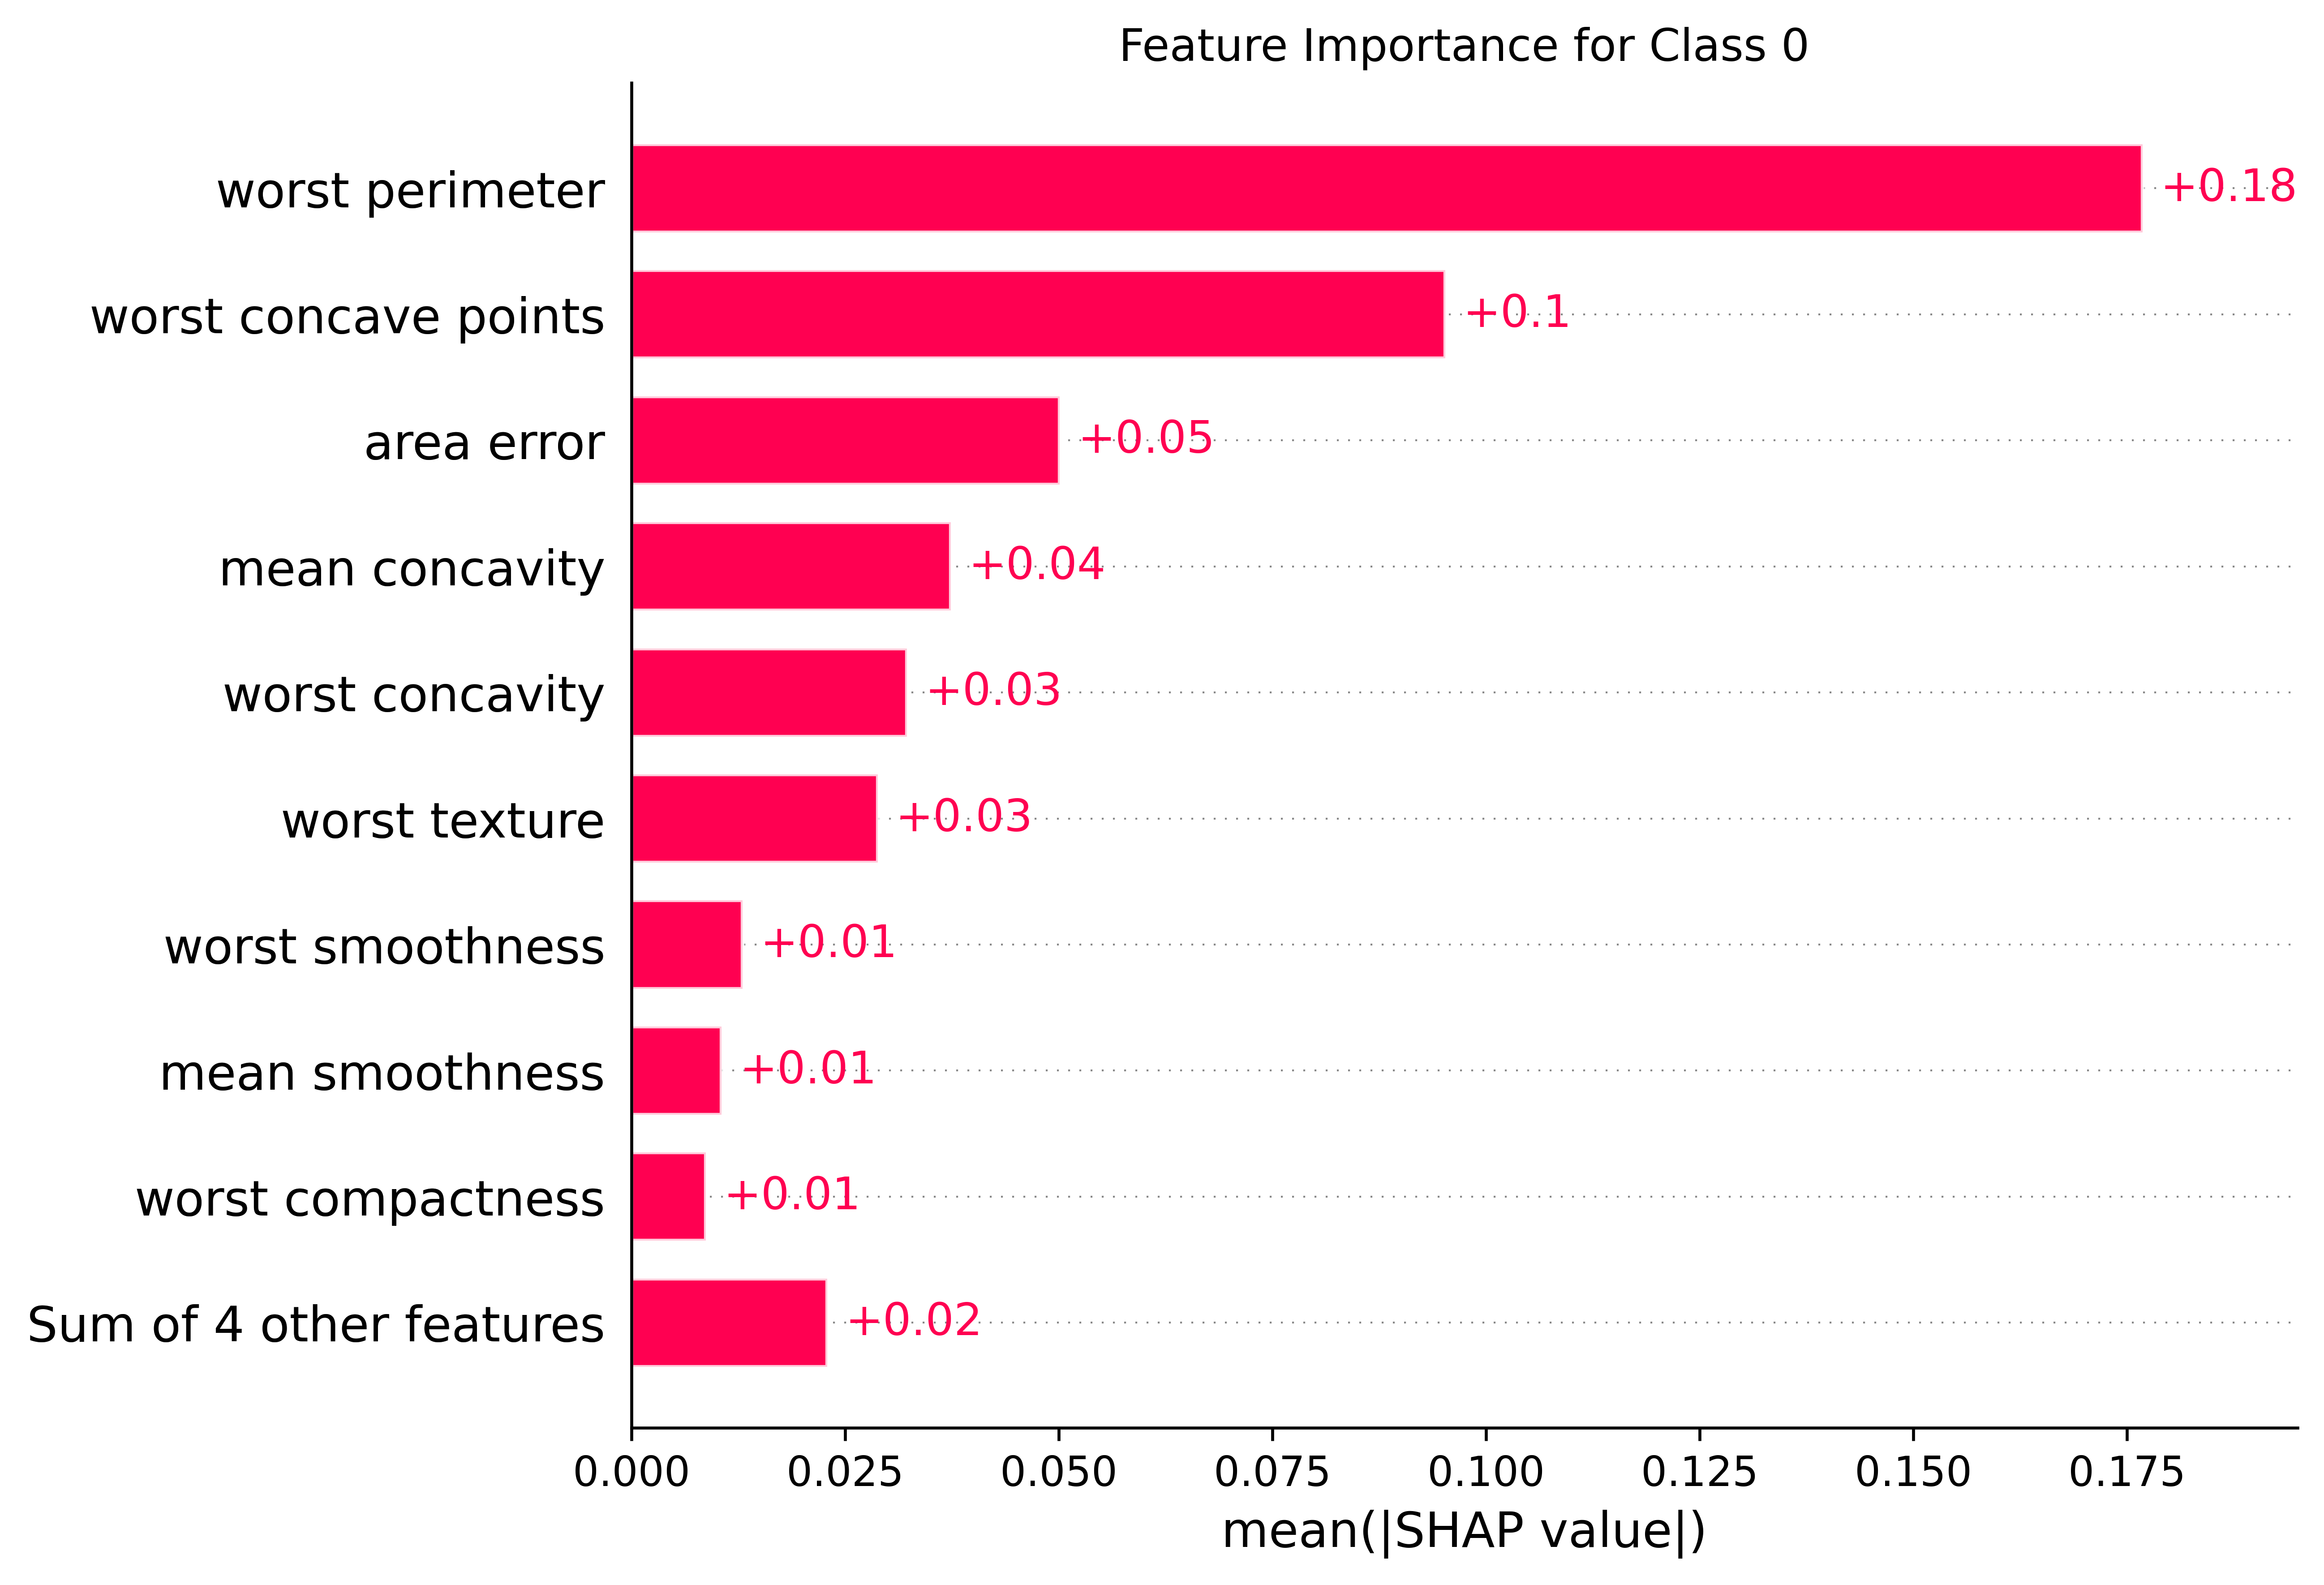 Feature Importance for Class 0
worst perimeter +0.18
worst concave points +0.1
area error +0.05
mean concavity +0.04
worst concavity +0.03
worst texture +0.03
worst smoothness +0.01
mean smoothness +0.01
worst compactness +0.01
Sum of 4 other features +0.02
0.000 0.025 0.050 0.075 0.100 0.125 0.150 0.175
mean(|SHAP value|)